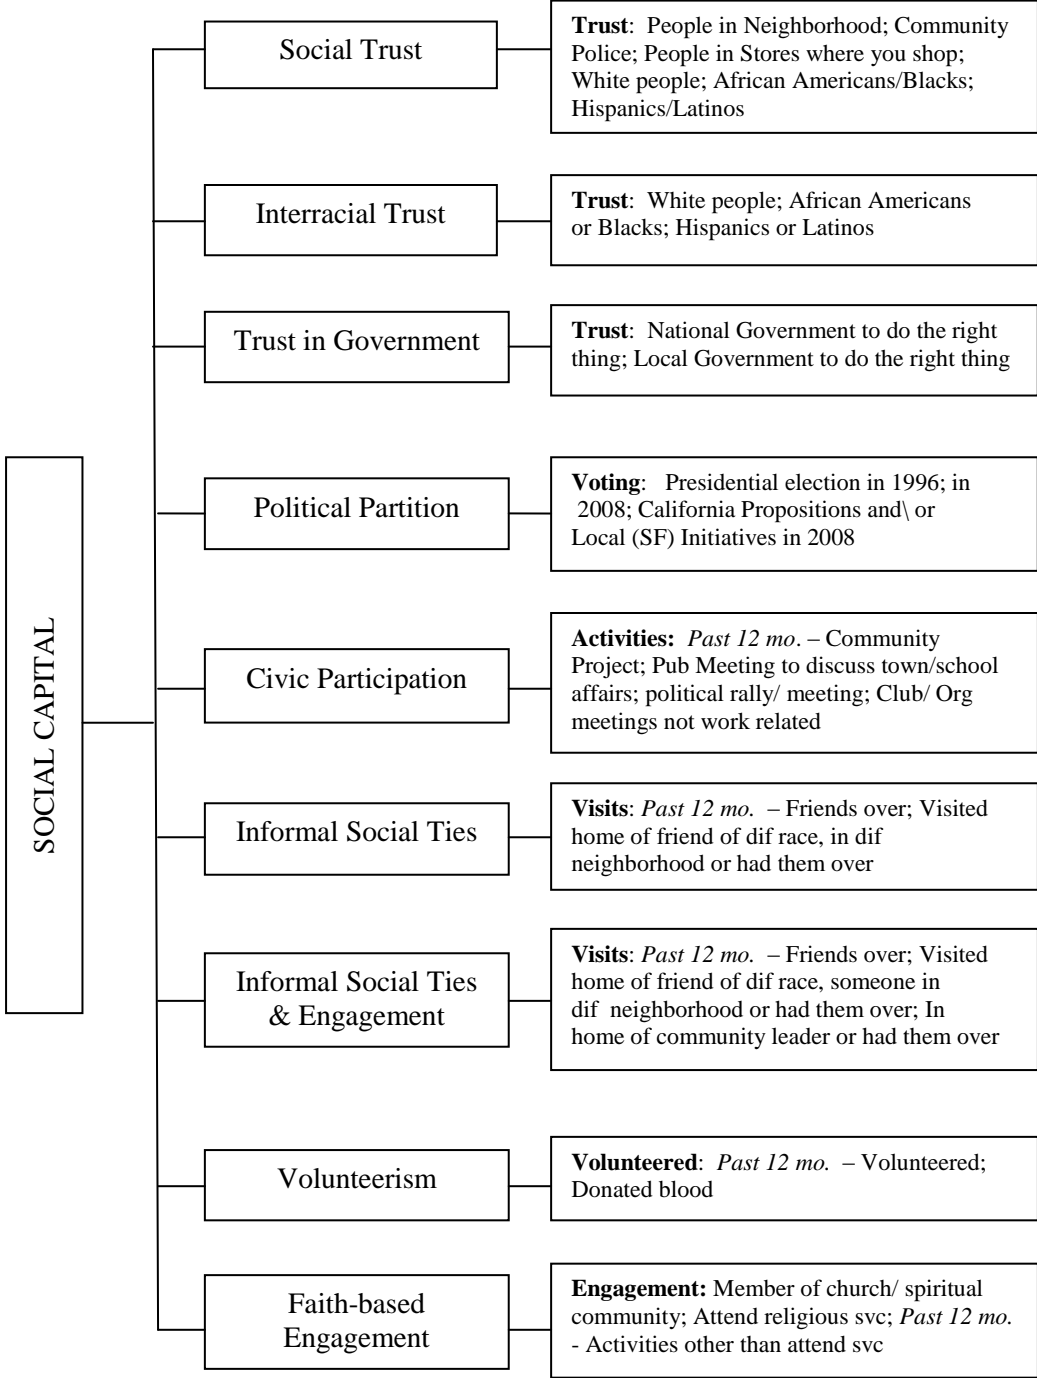 SOCIAL CAPITAL
Social Trust
Trust: People in Neighborhood; Community
Police; People in Stores where you shop;
White people; African Americans/Blacks;
Hispanics/Latinos
Interracial Trust
Trust: White people; African Americans
or Blacks; Hispanics or Latinos
Trust in Government
Trust: National Government to do the right
thing; Local Government to do the right thing
Political Partition
Voting: Presidential election in 1996; in
2008; California Propositions and\ or
Local (SF) Initiatives in 2008
Civic Participation
Activities: Past 12 mo. – Community
Project; Pub Meeting to discuss town/school
affairs; political rally/ meeting; Club/ Org
meetings not work related
Informal Social Ties
Visits: Past 12 mo. – Friends over; Visited
home of friend of dif race, in dif
neighborhood or had them over
Informal Social Ties
& Engagement
Visits: Past 12 mo. – Friends over; Visited
home of friend of dif race, someone in
dif neighborhood or had them over; In
home of community leader or had them over
Volunteerism
Volunteered: Past 12 mo. – Volunteered;
Donated blood
Faith-based
Engagement
Engagement: Member of church/ spiritual
community; Attend religious svc; Past 12 mo.
- Activities other than attend svc